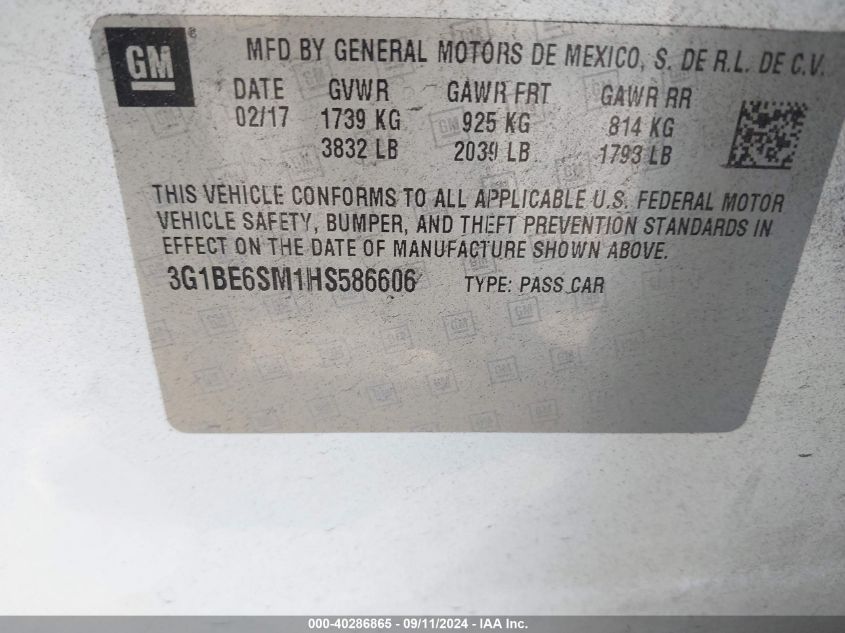 GM ®
MFD BY GENERAL MOTORS DE MEXICO, S. DE R.L. DE C.V.
DATE GVWR GAWR FRT GAWR RR
02/17 1739 KG 925 KG 814 KG
3832 LB 2039 LB 1793 LB
THIS VEHICLE CONFORMS TO ALL APPLICABLE U.S. FEDERAL MOTOR
VEHICLE SAFETY, BUMPER, AND THEFT PREVENTION STANDARDS IN
EFFECT ON THE DATE OF MANUFACTURE SHOWN ABOVE.
3G1BE6SM1HS586606 TYPE: PASS CAR
000-40286865 - 09/11/2024 - IAA Inc.